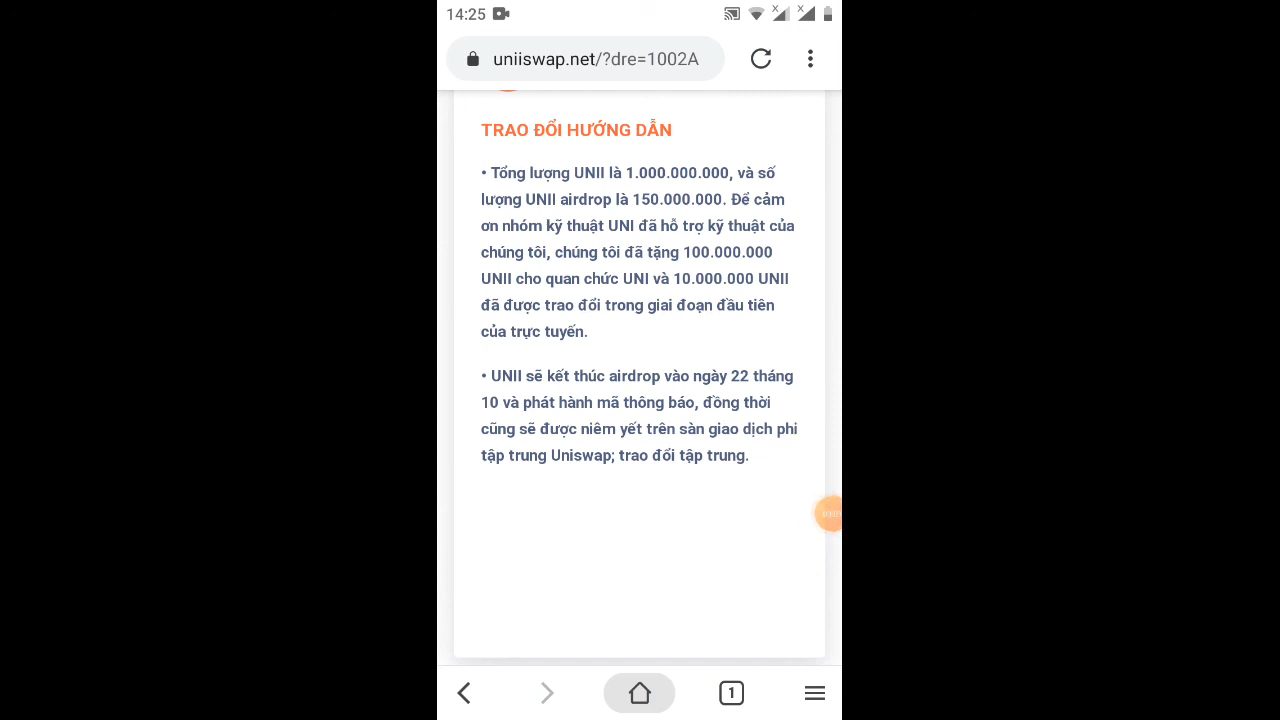 14:25
uniiswap.net/?dre=1002A
TRAO ĐỔI HƯỚNG DẪN
• Tổng lượng UNII là 1.000.000.000, và số
lượng UNII airdrop là 150.000.000. Để cảm
ơn nhóm kỹ thuật UNI đã hỗ trợ kỹ thuật của
chúng tôi, chúng tôi đã tặng 100.000.000
UNII cho quan chức UNI và 10.000.000 UNII
đã được trao đổi trong giai đoạn đầu tiên
của trực tuyến.
• UNII sẽ kết thúc airdrop vào ngày 22 tháng
10 và phát hành mã thông báo, đồng thời
cũng sẽ được niêm yết trên sàn giao dịch phi
tập trung Uniswap; trao đổi tập trung.
1